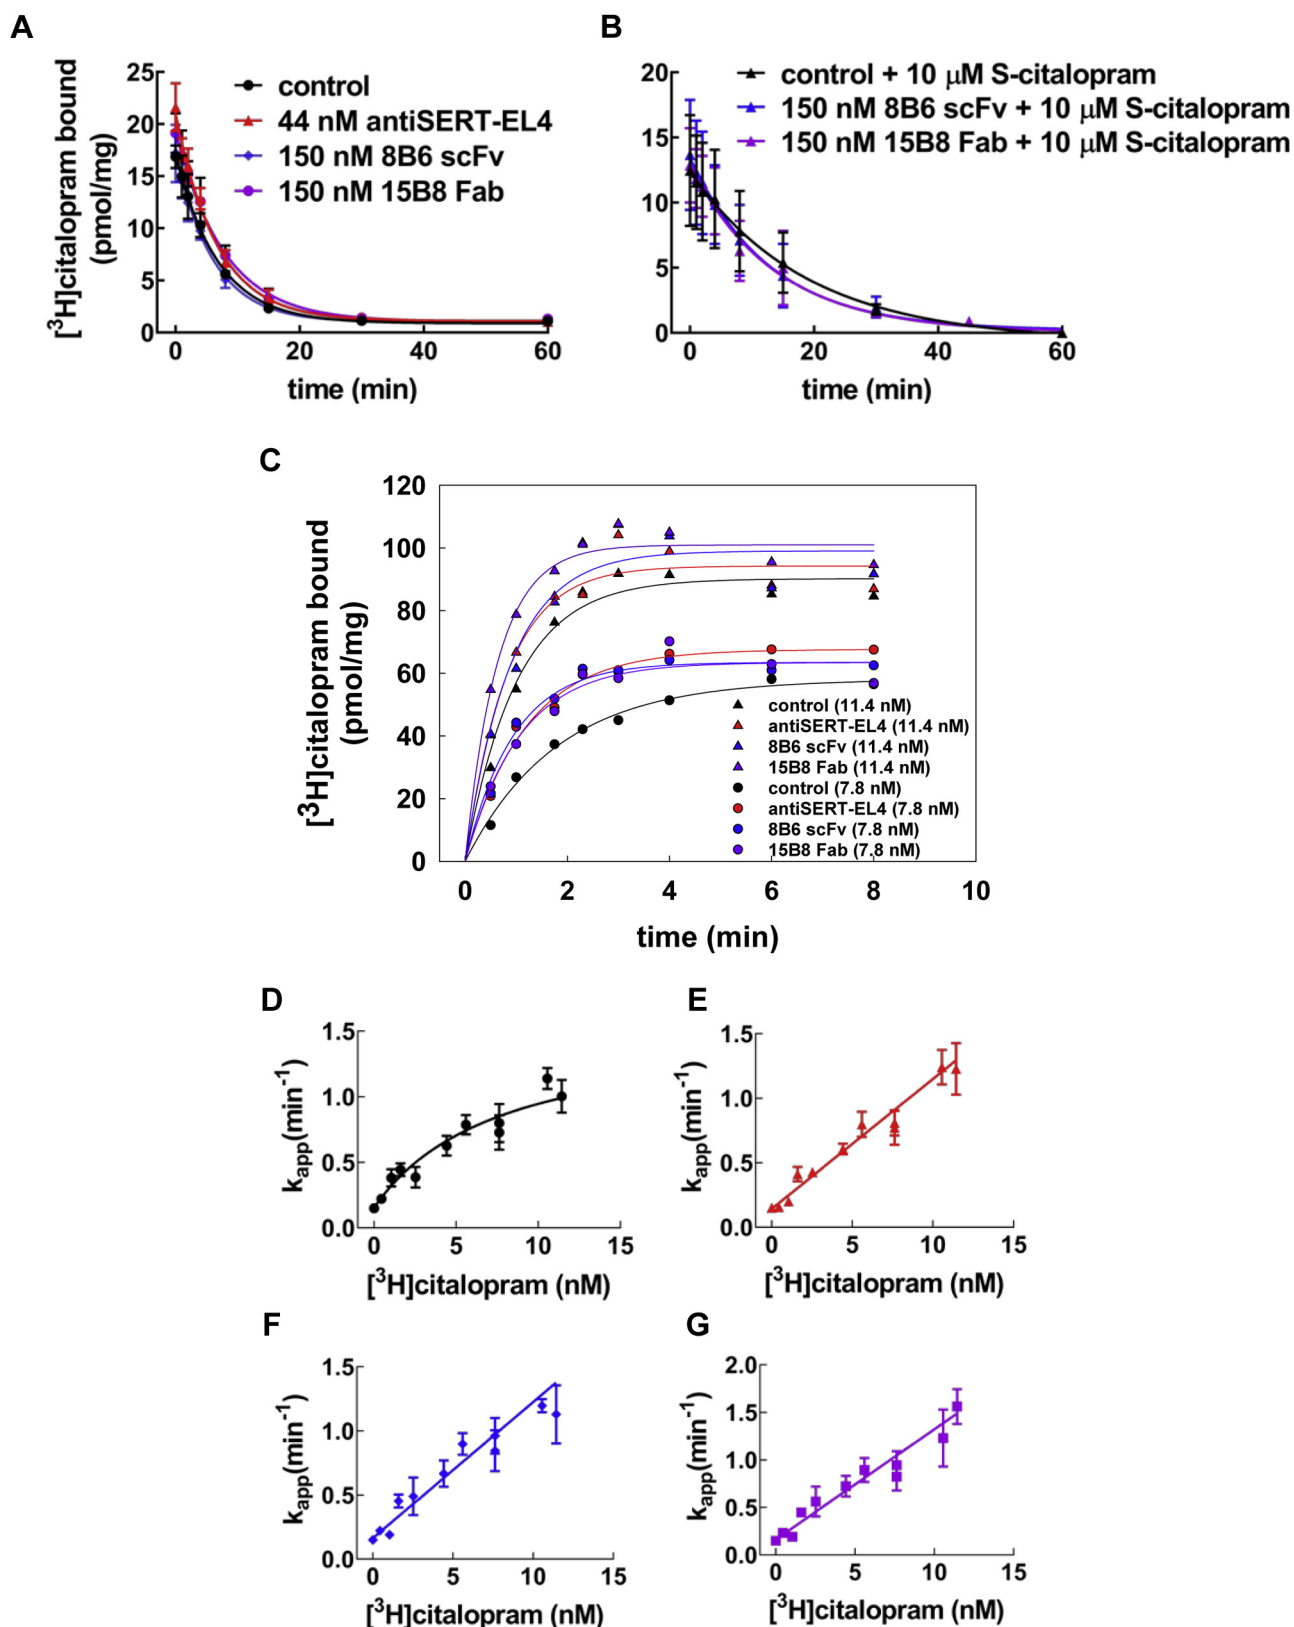 A
[³H]citalopram bound
(pmol/mg)
25
20
15
10
5
0
control
44 nM antiSERT-EL4
150 nM 8B6 scFv
150 nM 15B8 Fab
0 20 40 60
time (min)
B
20
15
10
5
0
control + 10 μM S-citalopram
150 nM 8B6 scFv + 10 μM S-citalopram
150 nM 15B8 Fab + 10 μM S-citalopram
0 20 40 60
time (min)
C
[³H]citalopram bound
(pmol/mg)
120
100
80
60
40
20
0
control (11.4 nM)
antiSERT-EL4 (11.4 nM)
8B6 scFv (11.4 nM)
15B8 Fab (11.4 nM)
control (7.8 nM)
antiSERT-EL4 (7.8 nM)
8B6 scFv (7.8 nM)
15B8 Fab (7.8 nM)
0 2 4 6 8 10
time (min)
D
kapp(min⁻¹)
1.5
1.0
0.5
0.0
0 5 10 15
[³H]citalopram (nM)
E
kapp(min⁻¹)
1.5
1.0
0.5
0.0
0 5 10 15
[³H]citalopram (nM)
F
kapp(min⁻¹)
1.5
1.0
0.5
0.0
0 5 10 15
[³H]citalopram (nM)
G
kapp(min⁻¹)
2.0
1.5
1.0
0.5
0.0
0 5 10 15
[³H]citalopram (nM)